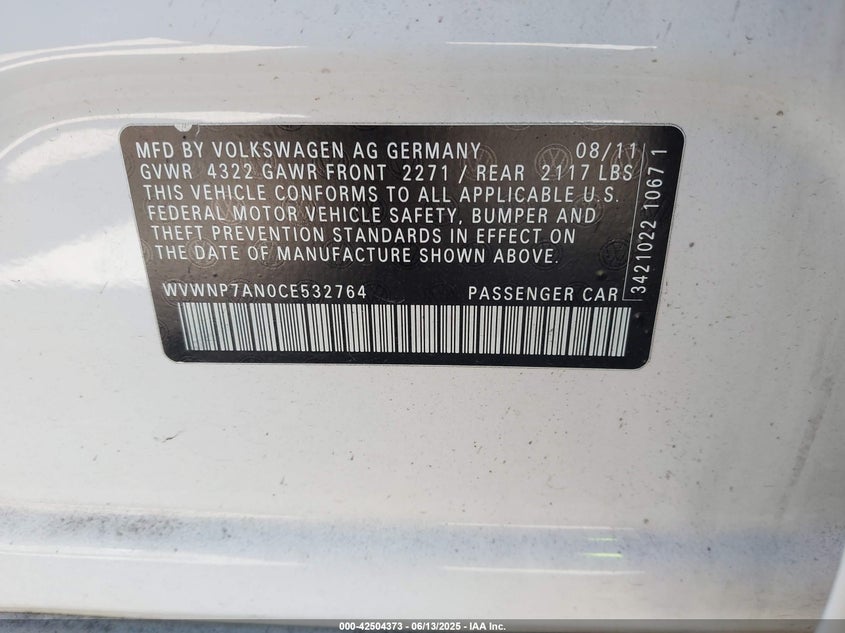 MFD BY VOLKSWAGEN AG GERMANY 08/11
GVWR 4322 GAWR FRONT 2271 / REAR 2117 LBS
THIS VEHICLE CONFORMS TO ALL APPLICABLE U.S.
FEDERAL MOTOR VEHICLE SAFETY, BUMPER AND
THEFT PREVENTION STANDARDS IN EFFECT ON
THE DATE OF MANUFACTURE SHOWN ABOVE.
WVWNP7AN0CE532764 PASSENGER CAR
3421022 1067 1
000-42504373 - 06/13/2025 - IAA Inc.